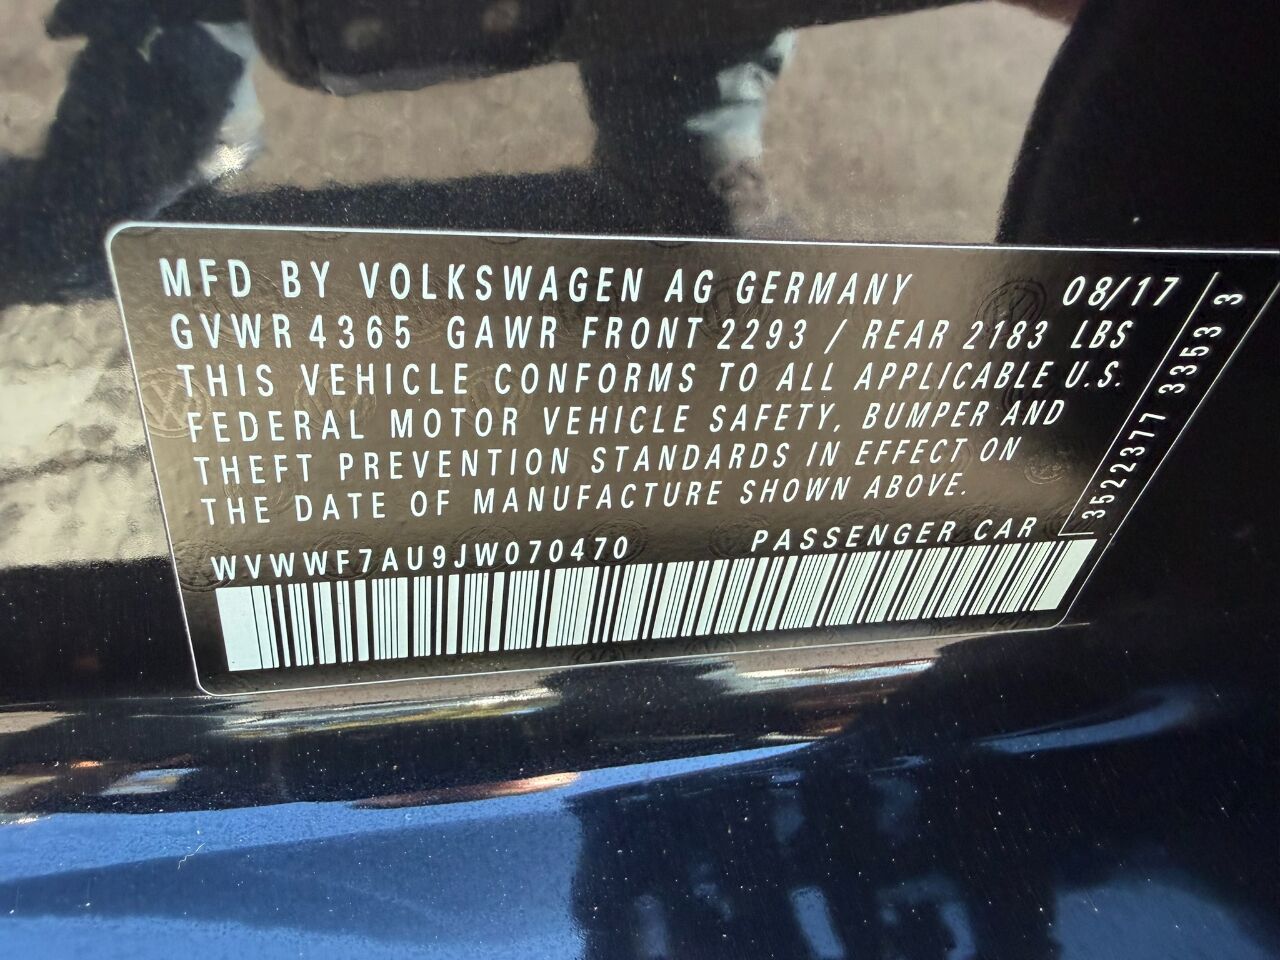 MFD BY VOLKSWAGEN AG GERMANY 08/17
GVWR 4365 GAWR FRONT 2293 / REAR 2183 LBS
THIS VEHICLE CONFORMS TO ALL APPLICABLE U.S.
FEDERAL MOTOR VEHICLE SAFETY, BUMPER AND
THEFT PREVENTION STANDARDS IN EFFECT ON
THE DATE OF MANUFACTURE SHOWN ABOVE.
WVWWF7AU9JW070470 PASSENGER CAR
3522377 3353 3